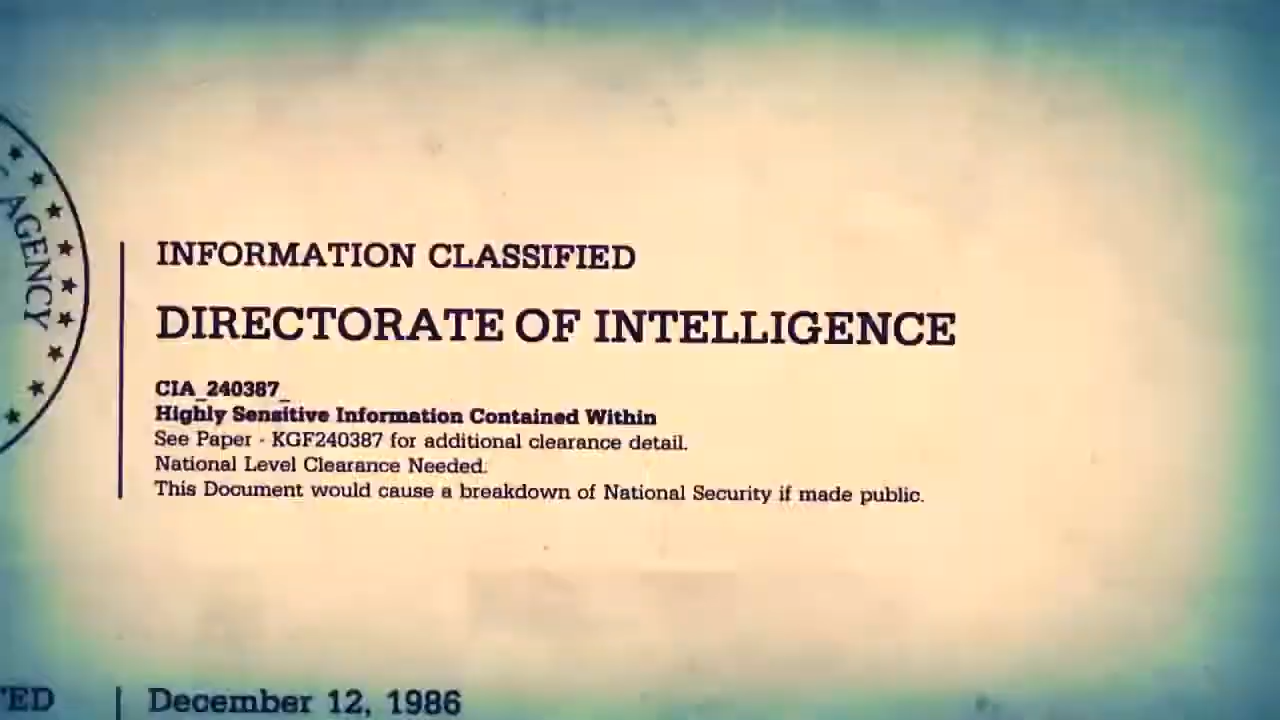 AGENCY
INFORMATION CLASSIFIED
DIRECTORATE OF INTELLIGENCE
CIA_240387_
Highly Sensitive Information Contained Within
See Paper - KGF240387 for additional clearance detail.
National Level Clearance Needed.
This Document would cause a breakdown of National Security if made public.
TED
December 12, 1986